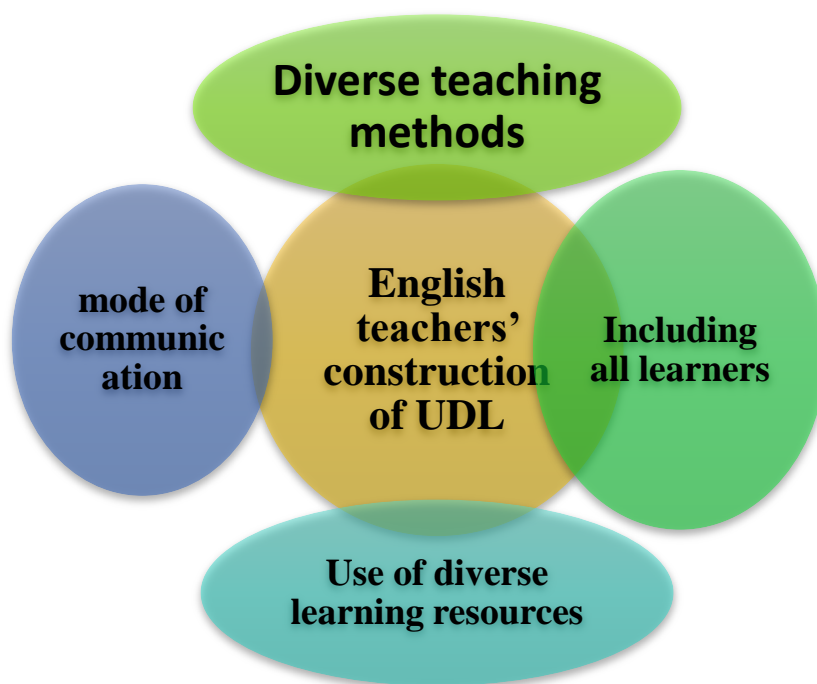 Diverse teaching
methods
mode of
communic
ation
English
teachers’
construction
of UDL
Including
all learners
Use of diverse
learning resources